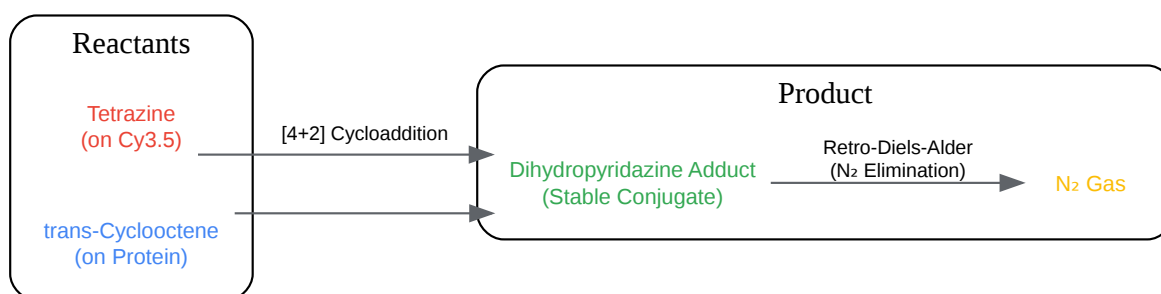 Reactants
Tetrazine
(on Cy3.5)
trans-Cyclooctene
(on Protein)
[4+2] Cycloaddition
Product
Dihydropyridazine Adduct
(Stable Conjugate)
Retro-Diels-Alder
(N₂ Elimination)
N₂ Gas